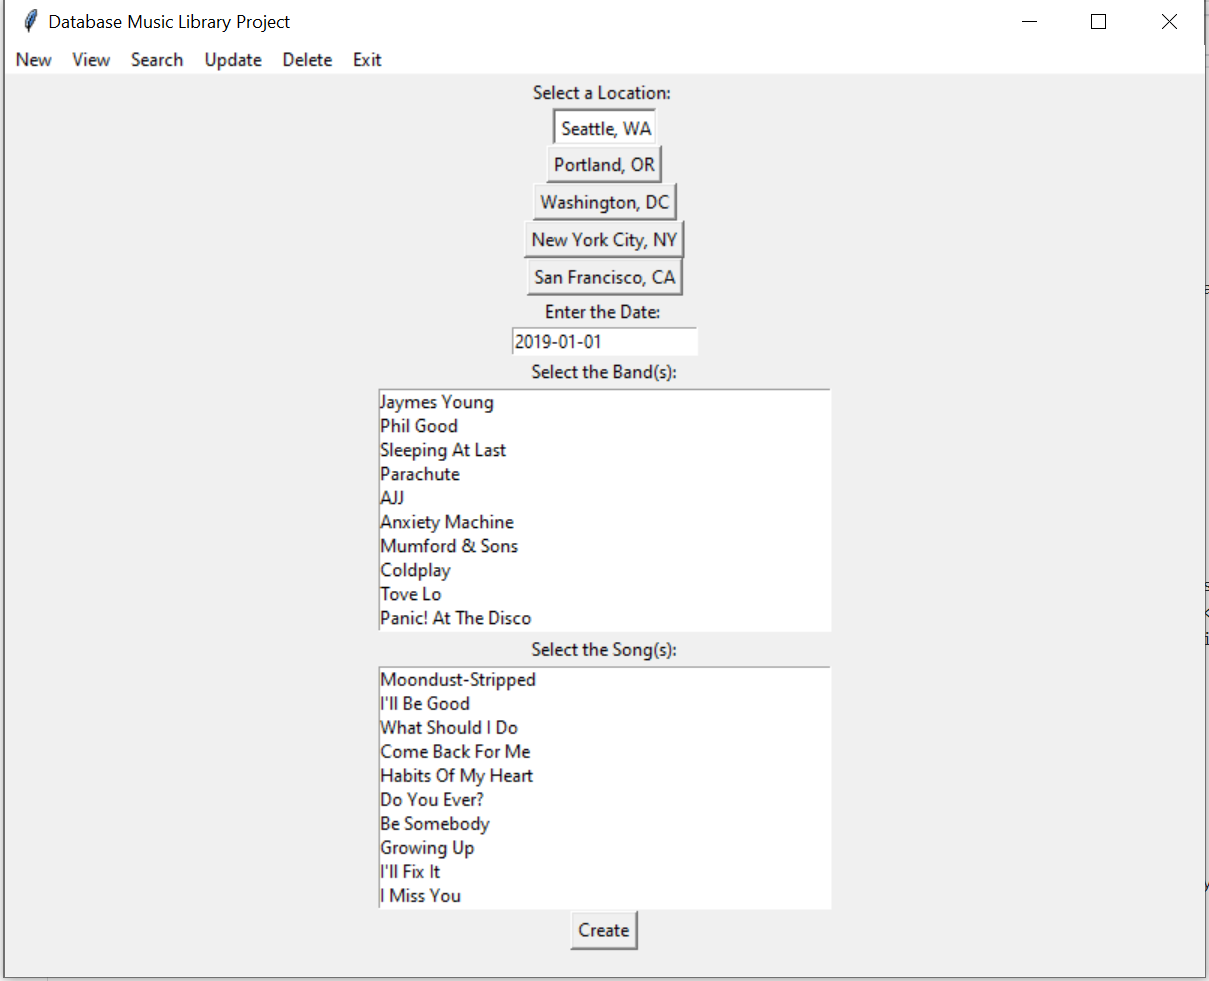 Database Music Library Project
New View Search Update Delete Exit
Select a Location:
Seattle, WA
Portland, OR
Washington, DC
New York City, NY
San Francisco, CA
Enter the Date:
2019-01-01
Select the Band(s):
Jaymes Young
Phil Good
Sleeping At Last
Parachute
AJJ
Anxiety Machine
Mumford & Sons
Coldplay
Tove Lo
Panic! At The Disco
Select the Song(s):
Moondust-Stripped
I'll Be Good
What Should I Do
Come Back For Me
Habits Of My Heart
Do You Ever?
Be Somebody
Growing Up
I'll Fix It
I Miss You
Create